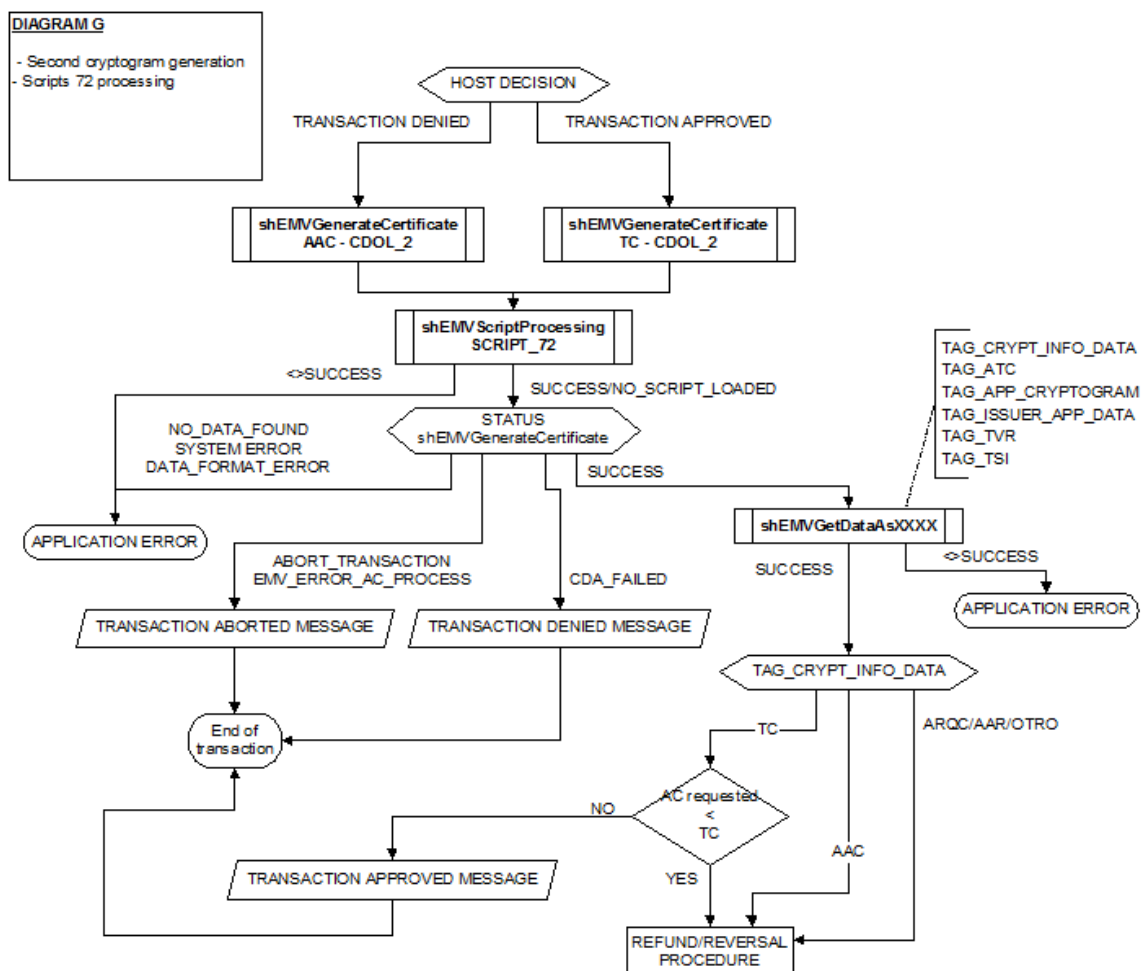 DIAGRAM G
- Second cryptogram generation
- Scripts 72 processing
HOST DECISION
TRANSACTION DENIED
TRANSACTION APPROVED
shEMVGenerateCertificate
AAC - CDOL_2
shEMVGenerateCertificate
TC - CDOL_2
shEMVScriptProcessing
SCRIPT_72
<>SUCCESS
SUCCESS/NO_SCRIPT_LOADED
TAG_CRYPT_INFO_DATA
TAG_ATC
TAG_APP_CRYPTOGRAM
TAG_ISSUER_APP_DATA
TAG_TVR
TAG_TSI
STATUS
shEMVGenerateCertificate
NO_DATA_FOUND
SYSTEM ERROR
DATA_FORMAT_ERROR
SUCCESS
APPLICATION ERROR
shEMVGetDataAsXXXX
ABORT_TRANSACTION
EMV_ERROR_AC_PROCESS
CDA_FAILED
SUCCESS
<>SUCCESS
APPLICATION ERROR
TRANSACTION ABORTED MESSAGE
TRANSACTION DENIED MESSAGE
TAG_CRYPT_INFO_DATA
End of
transaction
TC
ARQC/AAR/OTRO
AC requested
<
TC
NO
AAC
YES
TRANSACTION APPROVED MESSAGE
REFUND/REVERSAL
PROCEDURE